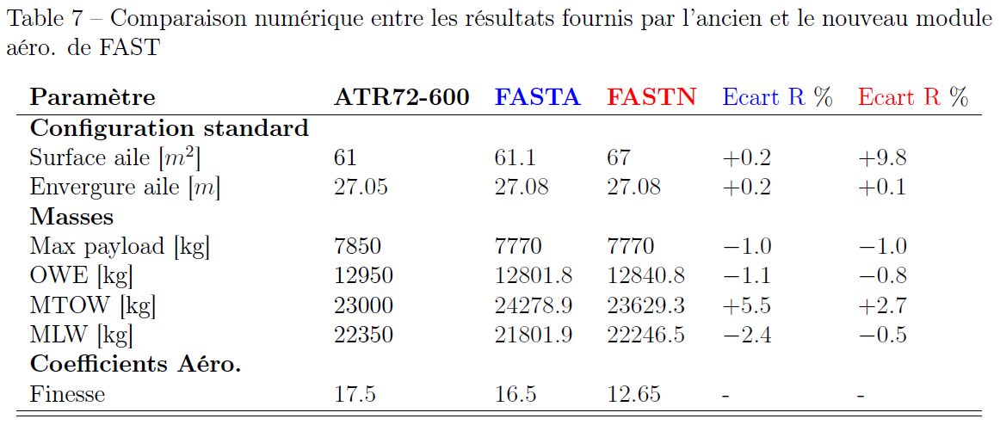 Table 7 – Comparaison numérique entre les résultats fournis par l'ancien et le nouveau module
aéro. de FAST
Paramètre ATR72-600 FASTA FASTN Ecart R % Ecart R %
Configuration standard
Surface aile [m²] 61 61.1 67 +0.2 +9.8
Envergure aile [m] 27.05 27.08 27.08 +0.2 +0.1
Masses
Max payload [kg] 7850 7770 7770 −1.0 −1.0
OWE [kg] 12950 12801.8 12840.8 −1.1 −0.8
MTOW [kg] 23000 24278.9 23629.3 +5.5 +2.7
MLW [kg] 22350 21801.9 22246.5 −2.4 −0.5
Coefficients Aéro.
Finesse 17.5 16.5 12.65 - -